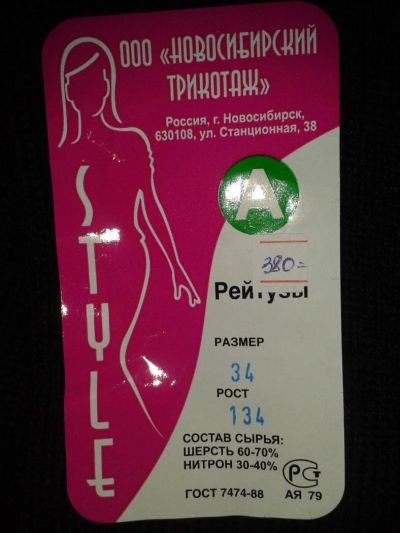 ООО «НОВОСИБИРСКИЙ
ТРИКОТАЖ»
Россия, г. Новосибирск,
630108, ул. Станционная, 38
STYLE
А
380=
Рейтузы
РАЗМЕР
34
РОСТ
134
СОСТАВ СЫРЬЯ:
ШЕРСТЬ 60-70%
НИТРОН 30-40%
ГОСТ 7474-88
РСТ
АЯ 79